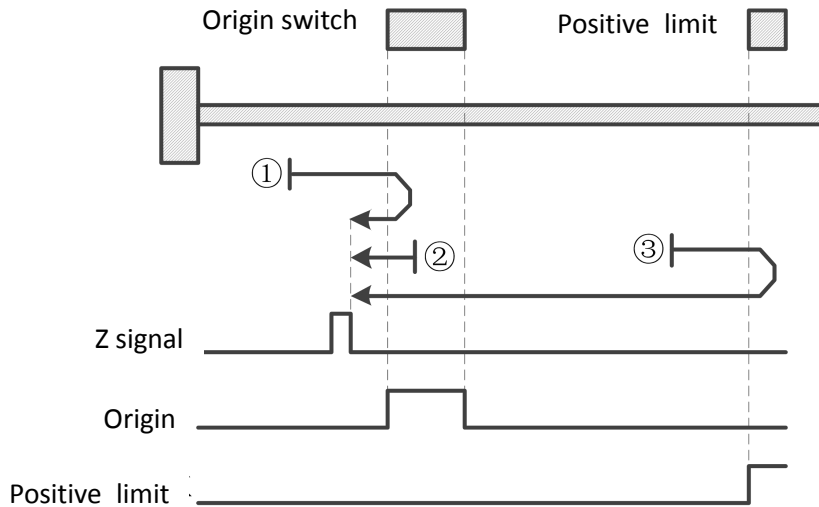 Origin switch
Positive limit
①
②
③
Z signal
Origin
Positive limit